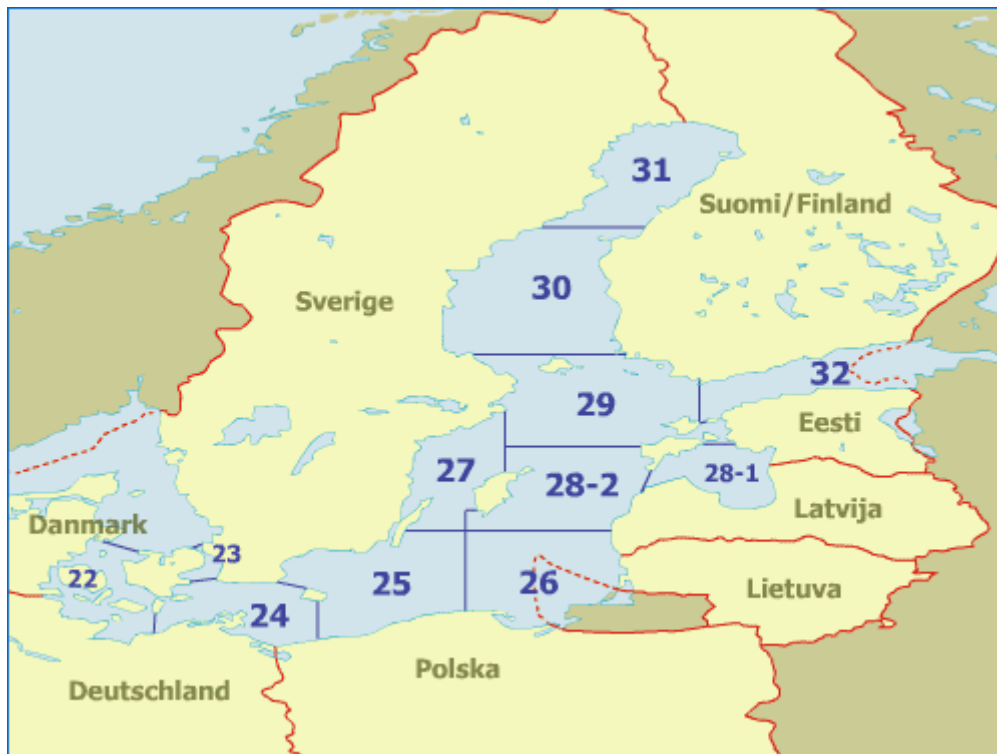 31
Suomi/Finland
30
Sverige
32
29
Eesti
27
28-2
28-1
Latvija
Danmark
23
22
25
26
Lietuva
24
Polska
Deutschland